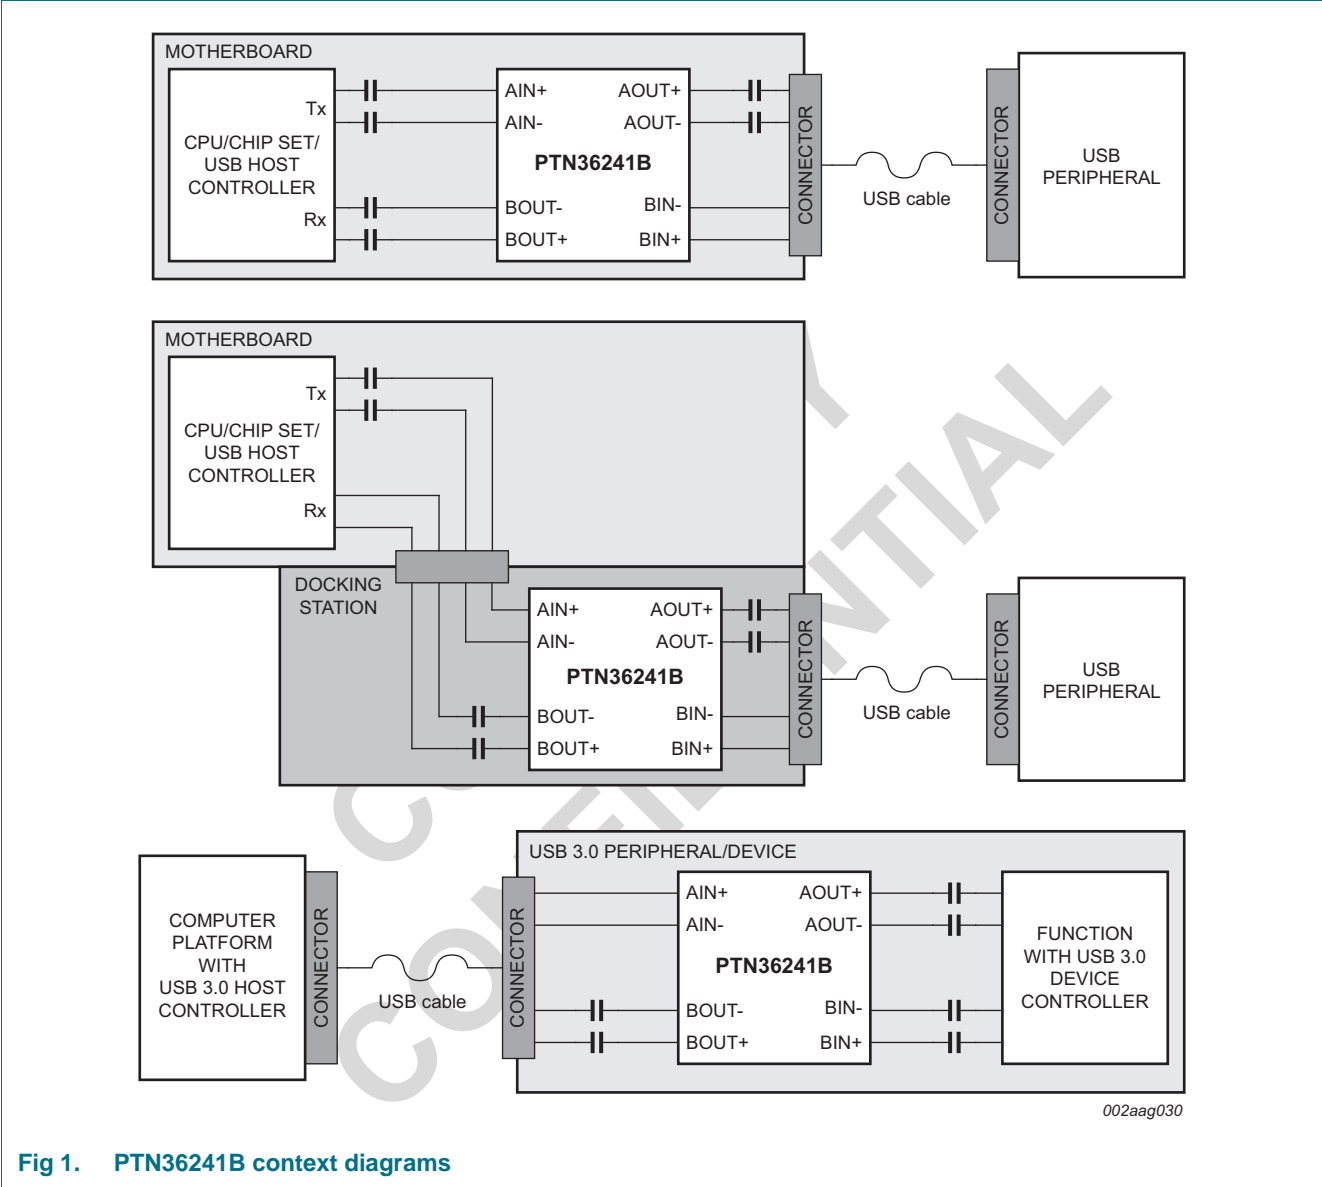 MOTHERBOARD
Tx
CPU/CHIP SET/
USB HOST
CONTROLLER
Rx
AIN+
AOUT+
AIN-
AOUT-
PTN36241B
BOUT-
BIN-
BOUT+
BIN+
CONNECTOR
USB cable
CONNECTOR
USB
PERIPHERAL
MOTHERBOARD
Tx
CPU/CHIP SET/
USB HOST
CONTROLLER
Rx
DOCKING
STATION
AIN+
AOUT+
AIN-
AOUT-
PTN36241B
BOUT-
BIN-
BOUT+
BIN+
CONNECTOR
USB cable
CONNECTOR
USB
PERIPHERAL
COMPUTER
PLATFORM
WITH
USB 3.0 HOST
CONTROLLER
CONNECTOR
USB cable
CONNECTOR
USB 3.0 PERIPHERAL/DEVICE
AIN+
AOUT+
AIN-
AOUT-
PTN36241B
BOUT-
BIN-
BOUT+
BIN+
FUNCTION
WITH USB 3.0
DEVICE
CONTROLLER
002aag030
Fig 1. PTN36241B context diagrams
CONFIDENTIAL